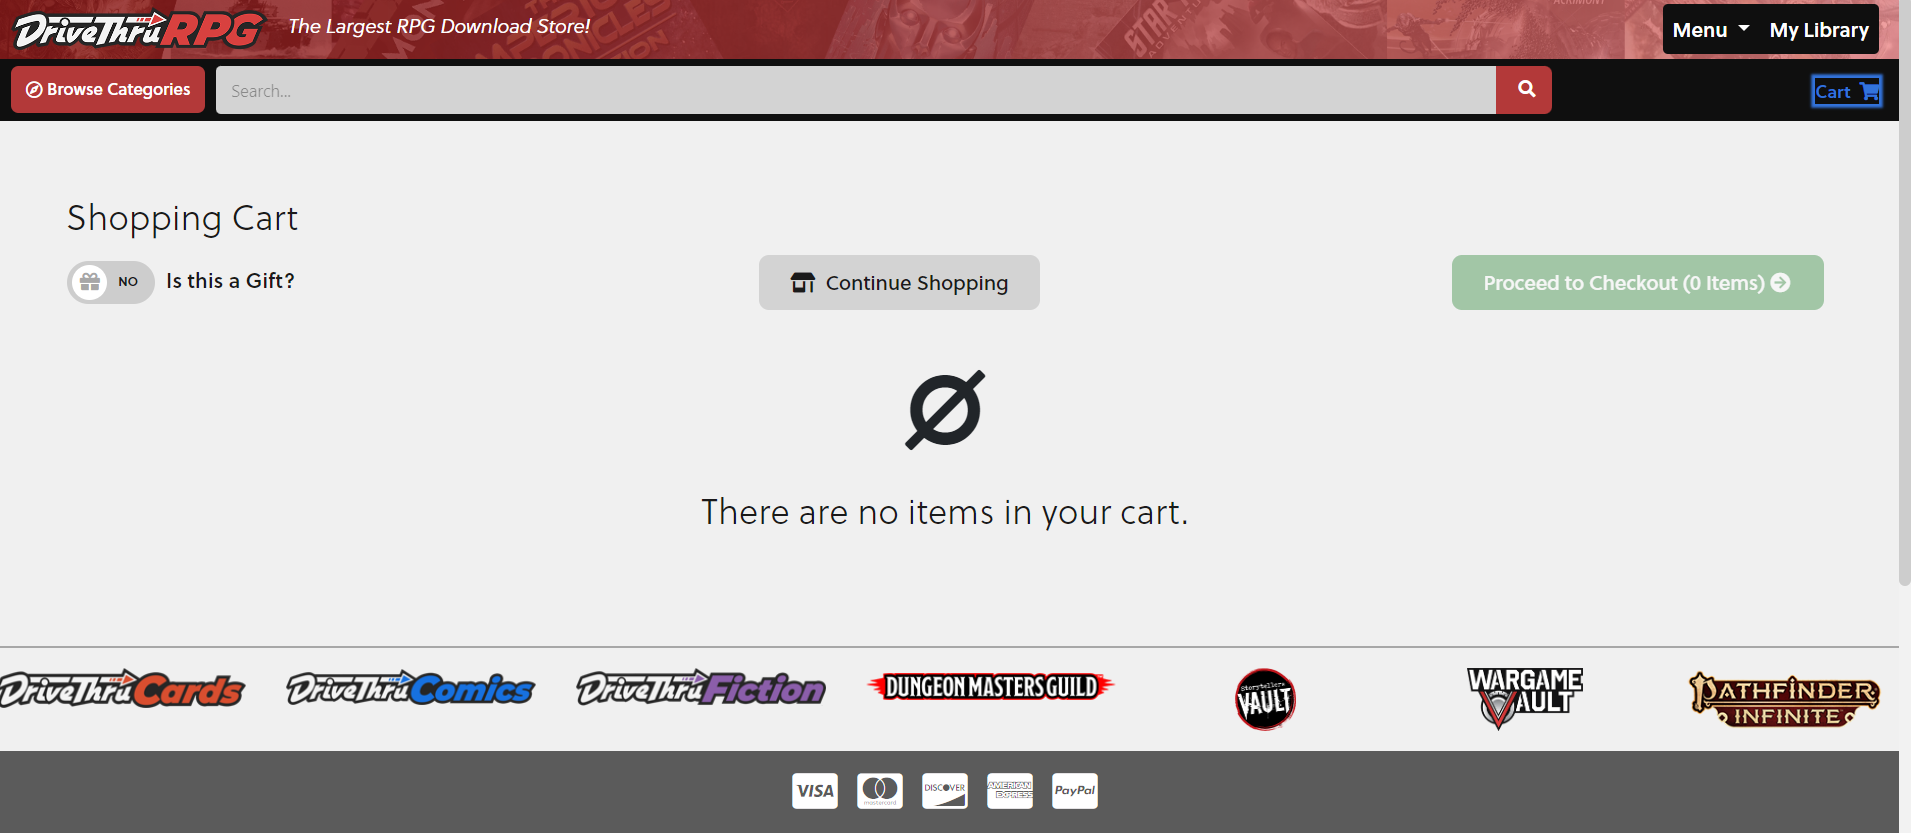 DriveThruRPG
The Largest RPG Download Store!
Menu
My Library
Browse Categories
Search...
Cart
Shopping Cart
NO
Is this a Gift?
Continue Shopping
Proceed to Checkout (0 Items)
There are no items in your cart.
DriveThruCards
DriveThruComics
DriveThruFiction
DUNGEON MASTERS GUILD
Storytellers
VAULT
WARGAME
VAULT
PATHFINDER
INFINITE
VISA
mastercard
DISCOVER
AMERICAN
EXPRESS
PayPal